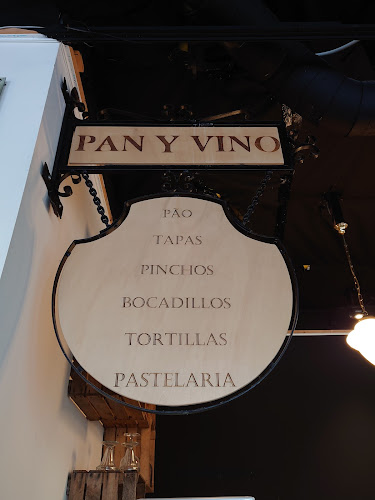 PAN Y VINO
PÃO
TAPAS
PINCHOS
BOCADILLOS
TORTILLAS
PASTELARIA